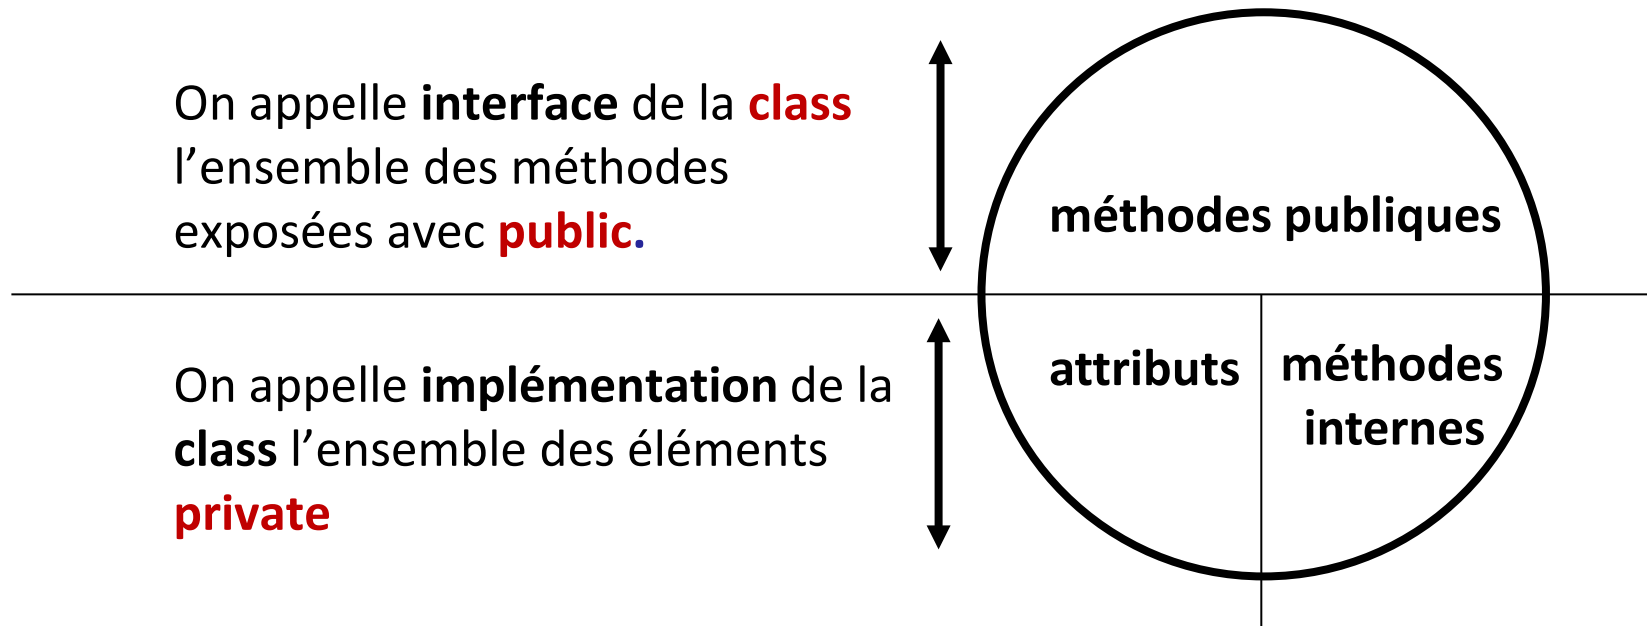 On appelle interface de la class
l’ensemble des méthodes
exposées avec public.
méthodes publiques
On appelle implémentation de la
class l’ensemble des éléments
private
attributs
méthodes
internes